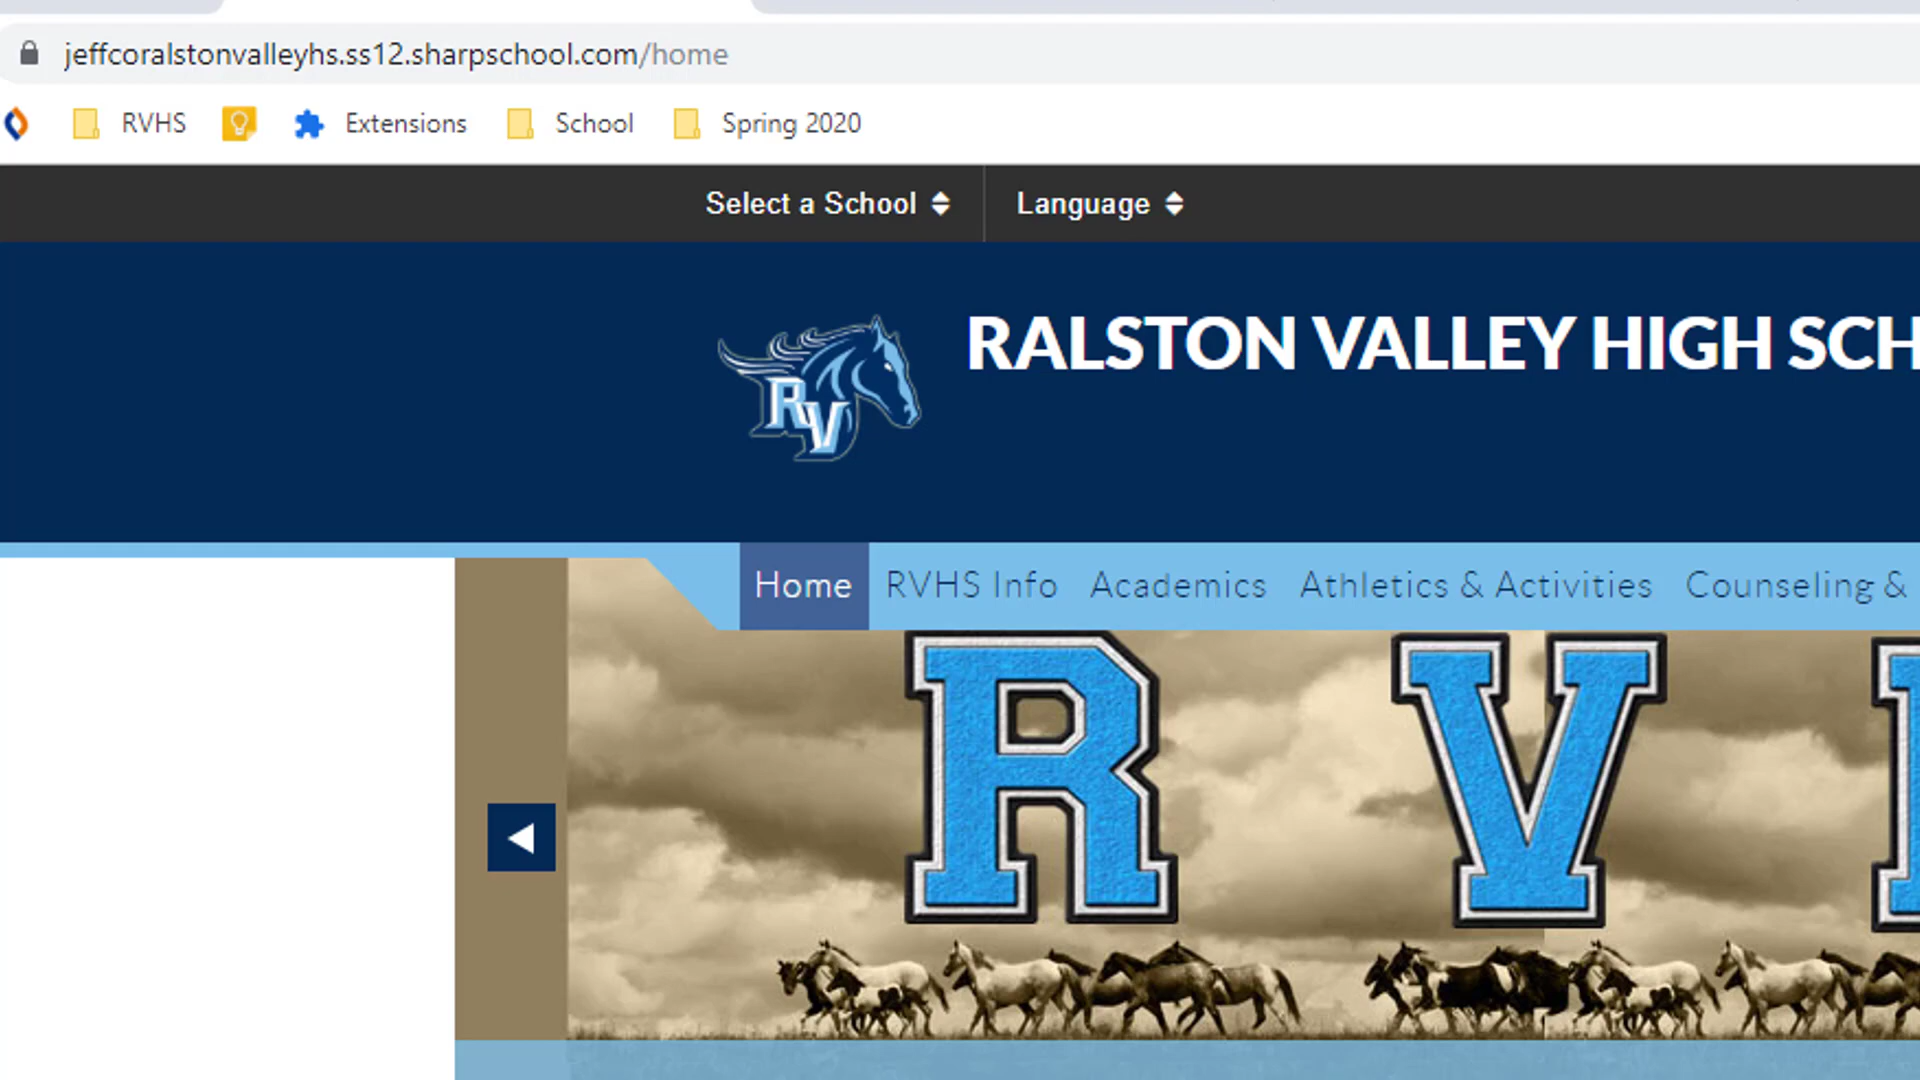 jeffcoralstonvalleyhs.ss12.sharpschool.com/home
RVHS Extensions School Spring 2020
Select a School Language
RALSTON VALLEY HIGH SCH
RV
Home RVHS Info Academics Athletics & Activities Counseling &
R V